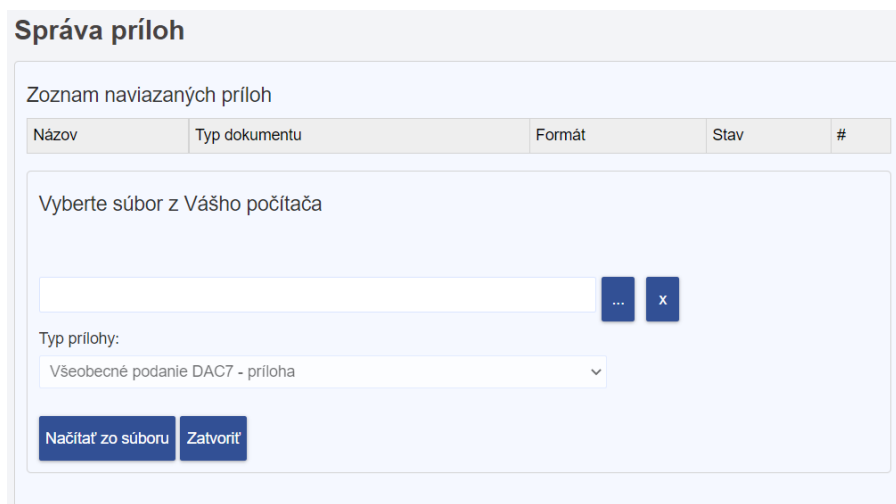 Správa príloh
Zoznam naviazaných príloh
Názov Typ dokumentu Formát Stav #
Vyberte súbor z Vášho počítača
... x
Typ prílohy:
Všeobecné podanie DAC7 - príloha
Načítať zo súboru Zatvoriť